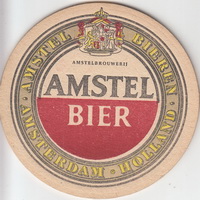 AMSTEL · BIEREN
AMSTELBROUWERIJ
AMSTEL
BIER
AMSTERDAM · HOLLAND